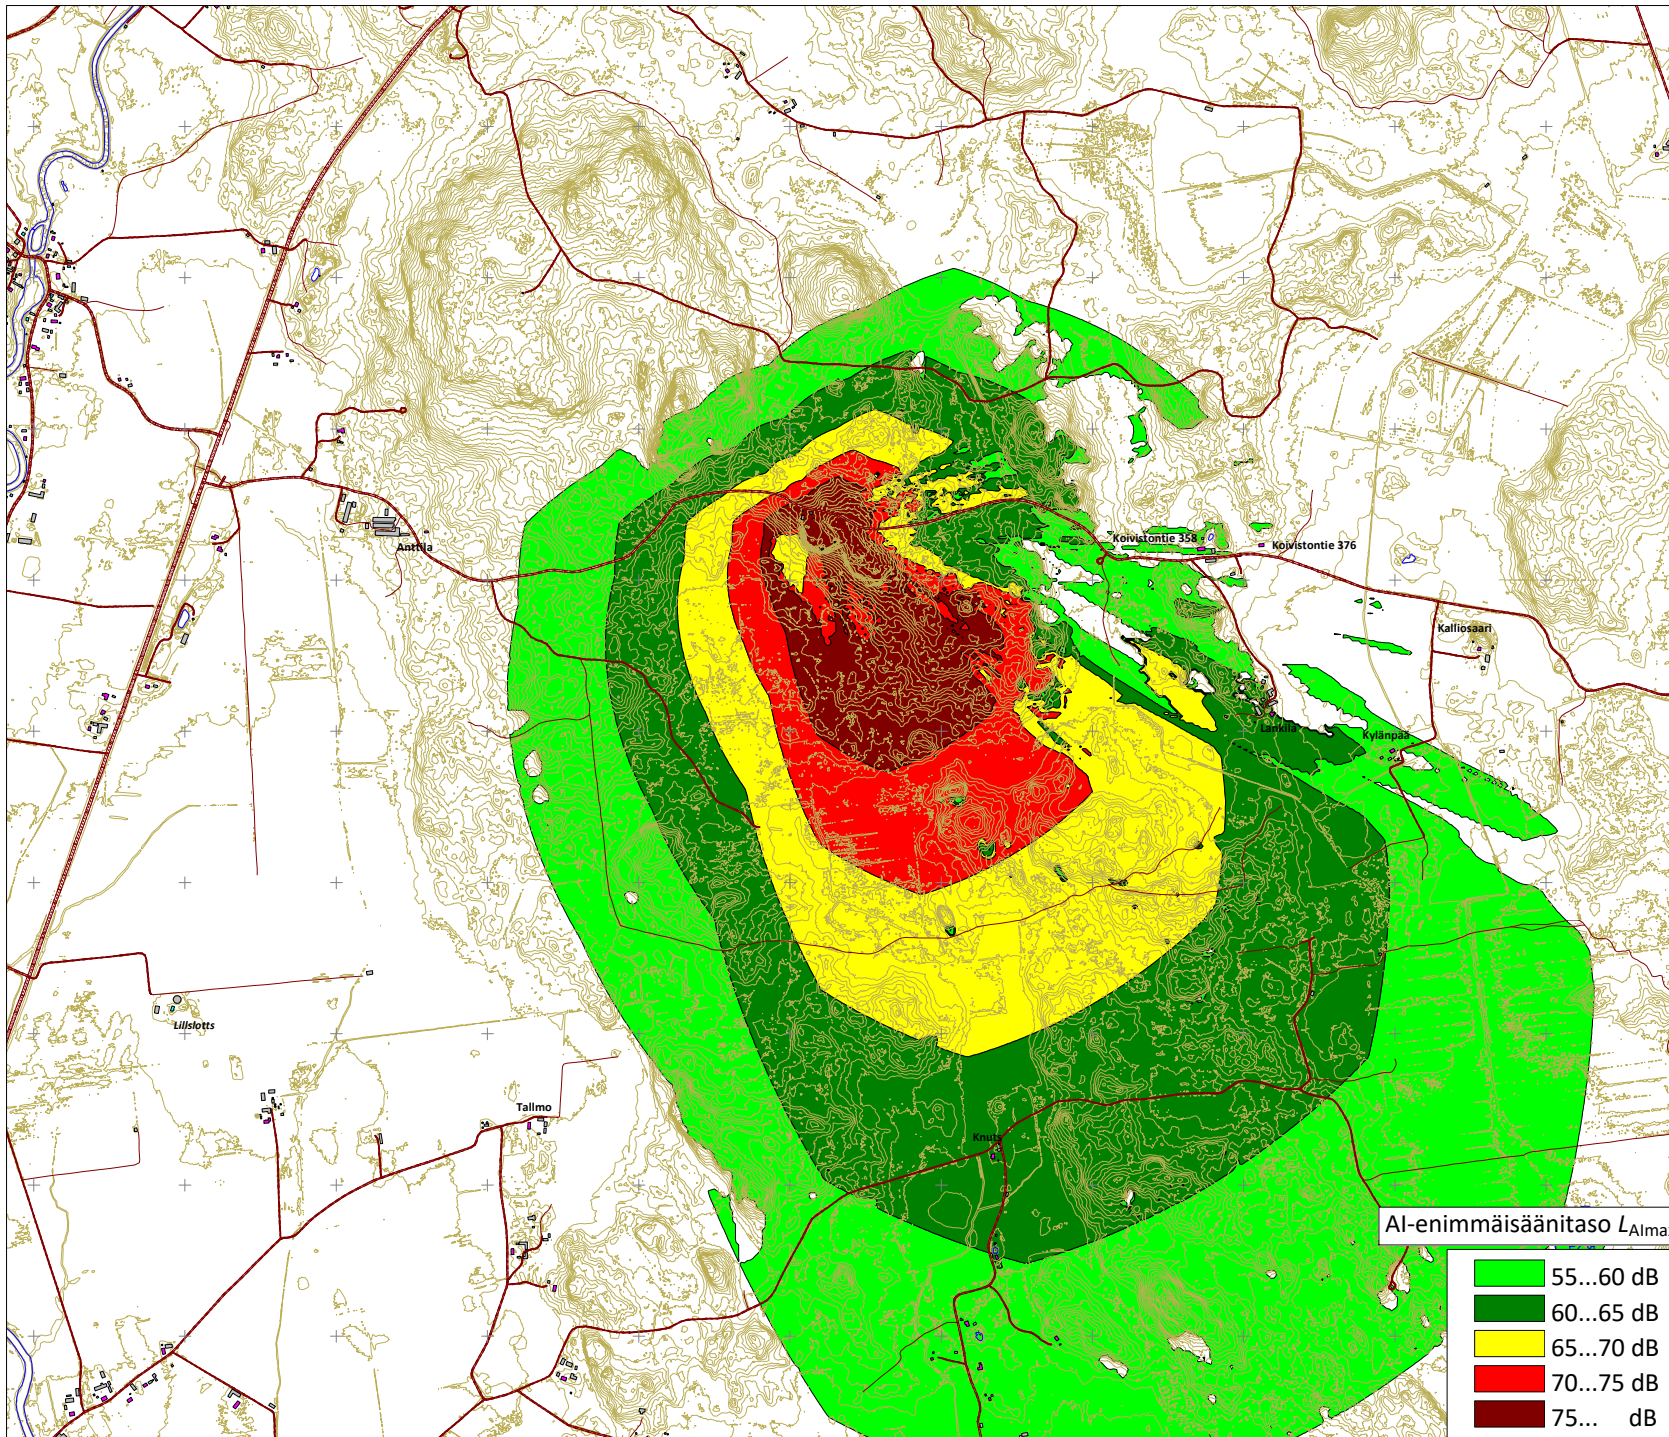 Koivistontie 358
Koivistontie 376
Anttila
Kalliosaari
Lankila
Kylänpää
Lillslotts
Tallmo
Knuts
AI-enimmäisäänitaso LAImax
55...60 dB
60...65 dB
65...70 dB
70...75 dB
75... dB